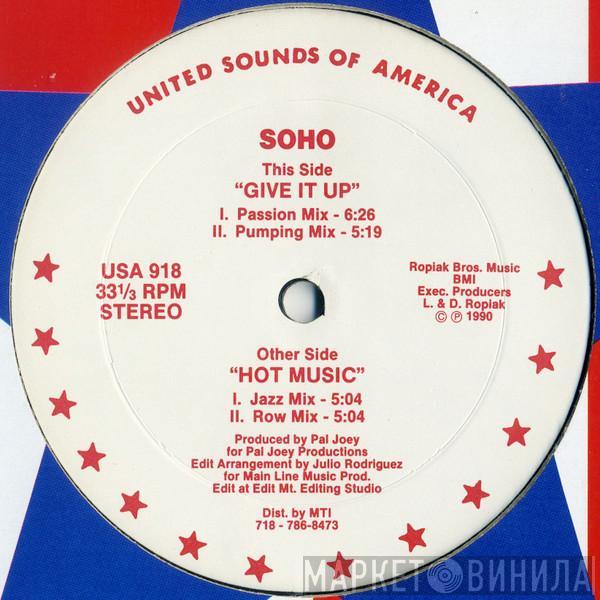 UNITED SOUNDS OF AMERICA
SOHO
This Side
"GIVE IT UP"
I. Passion Mix - 6:26
II. Pumping Mix - 5:19
USA 918
33⅓ RPM
STEREO
Ropiak Bros. Music
BMI
Exec. Producers
L. & D. Ropiak
© ℗ 1990
Other Side
"HOT MUSIC"
I. Jazz Mix - 5:04
II. Row Mix - 5:04
Produced by Pal Joey
for Pal Joey Productions
Edit Arrangement by Julio Rodriguez
for Main Line Music Prod.
Edit at Edit Mt. Editing Studio
Dist. by MTI
718 - 786-8473
МАРКЕТ ВИНИЛА